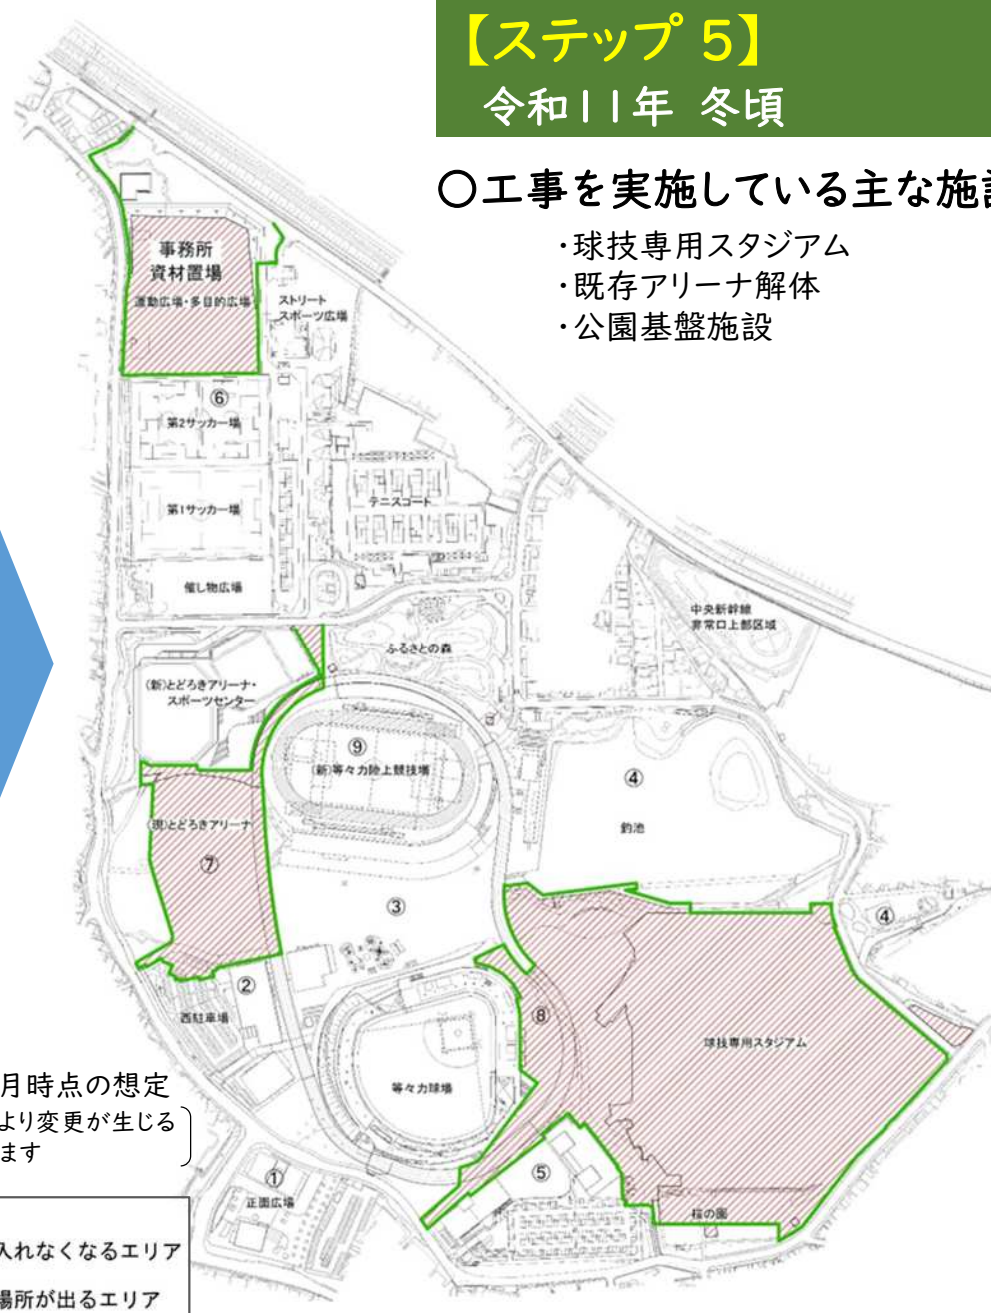 【ステップ 5】
令和11年 冬頃
○工事を実施している主な施設
・球技専用スタジアム
・既存アリーナ解体
・公園基盤施設
事務所
資材置場
運動広場・多目的広場
ストリート
スポーツ広場
⑥
第2サッカー場
第1サッカー場
テニスコート
催し物広場
中央新幹線
非常口上部区域
ふるさとの森
(新)とどろきアリーナ・
スポーツセンター
⑨
(新)等々力陸上競技場
④
釣池
(現)とどろきアリーナ
⑦
③
④
②
西駐車場
⑧
球技専用スタジアム
等々力球場
月時点の想定
より変更が生じる
ます
①
正面広場
⑤
桜の園
入れなくなるエリア
場所が出るエリア